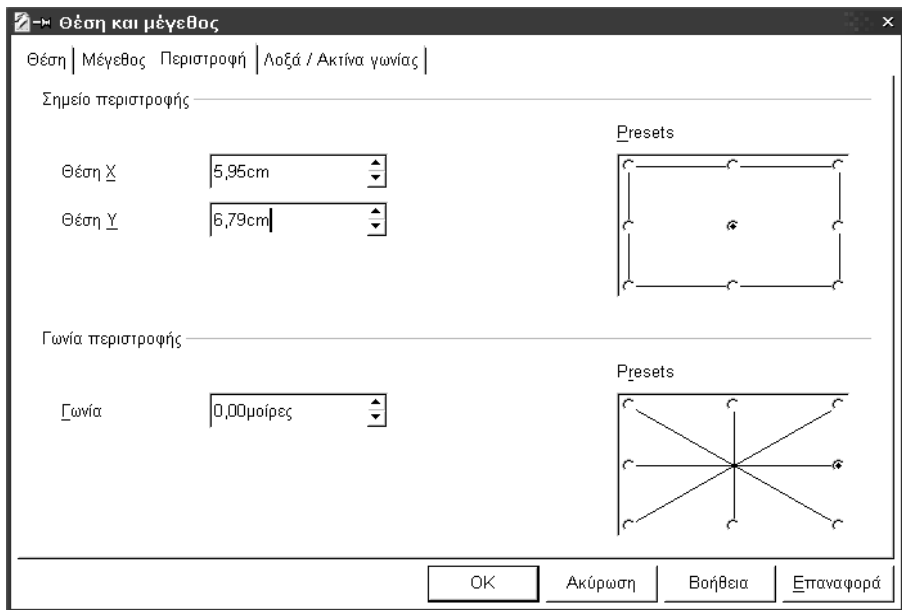 Θέση και μέγεθος
Θέση Μέγεθος Περιστροφή Λοξά / Ακτίνα γωνίας
Σημείο περιστροφής
Presets
Θέση X 5,95cm
Θέση Y 6,79cm
Γωνία περιστροφής
Presets
Γωνία 0,00μοίρες
OK Ακύρωση Βοήθεια Επαναφορά